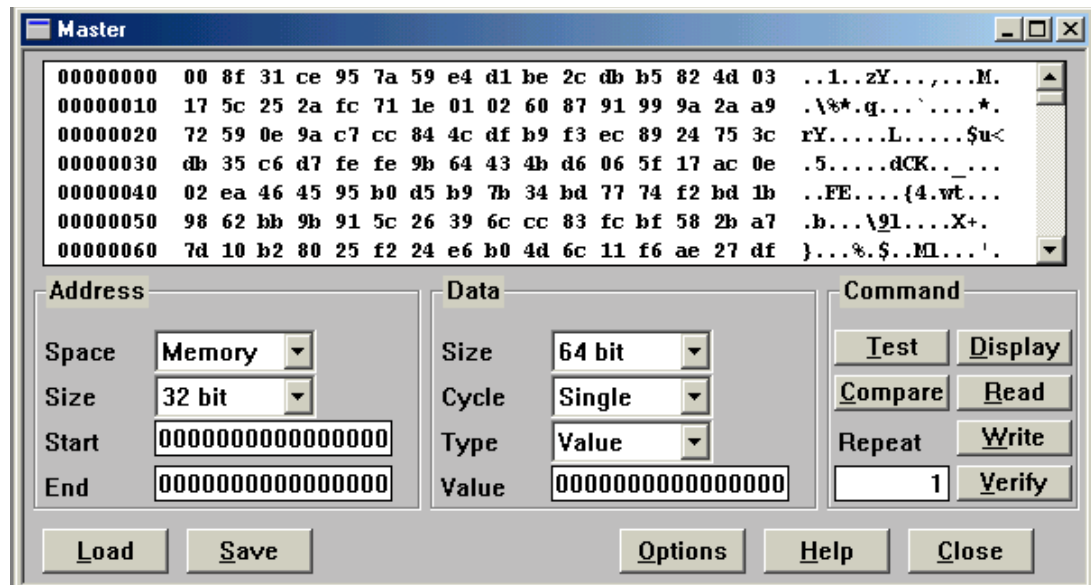 Master
00000000 00 8f 31 ce 95 7a 59 e4 d1 be 2c db b5 82 4d 03 ..1..zY...,...M.
00000010 17 5c 25 2a fc 71 1e 01 02 60 87 91 99 9a 2a a9 .\%*.q...`....*.
00000020 72 59 0e 9a c7 cc 84 4c df b9 f3 ec 89 24 75 3c rY.....L.....$u<
00000030 db 35 c6 d7 fe fe 9b 64 43 4b d6 06 5f 17 ac 0e .5.....dCK.._...
00000040 02 ea 46 45 95 b0 d5 b9 7b 34 bd 77 74 f2 bd 1b ..FE....{4.wt...
00000050 98 62 bb 9b 91 5c 26 39 6c cc 83 fc bf 58 2b a7 .b...\9l....X+.
00000060 7d 10 b2 80 25 f2 24 e6 b0 4d 6c 11 f6 ae 27 df }...%.$..Ml...'.
Address
Space Memory
Size 32 bit
Start 0000000000000000
End 0000000000000000
Data
Size 64 bit
Cycle Single
Type Value
Value 0000000000000000
Command
Test Display
Compare Read
Repeat Write
1 Verify
Load Save Options Help Close